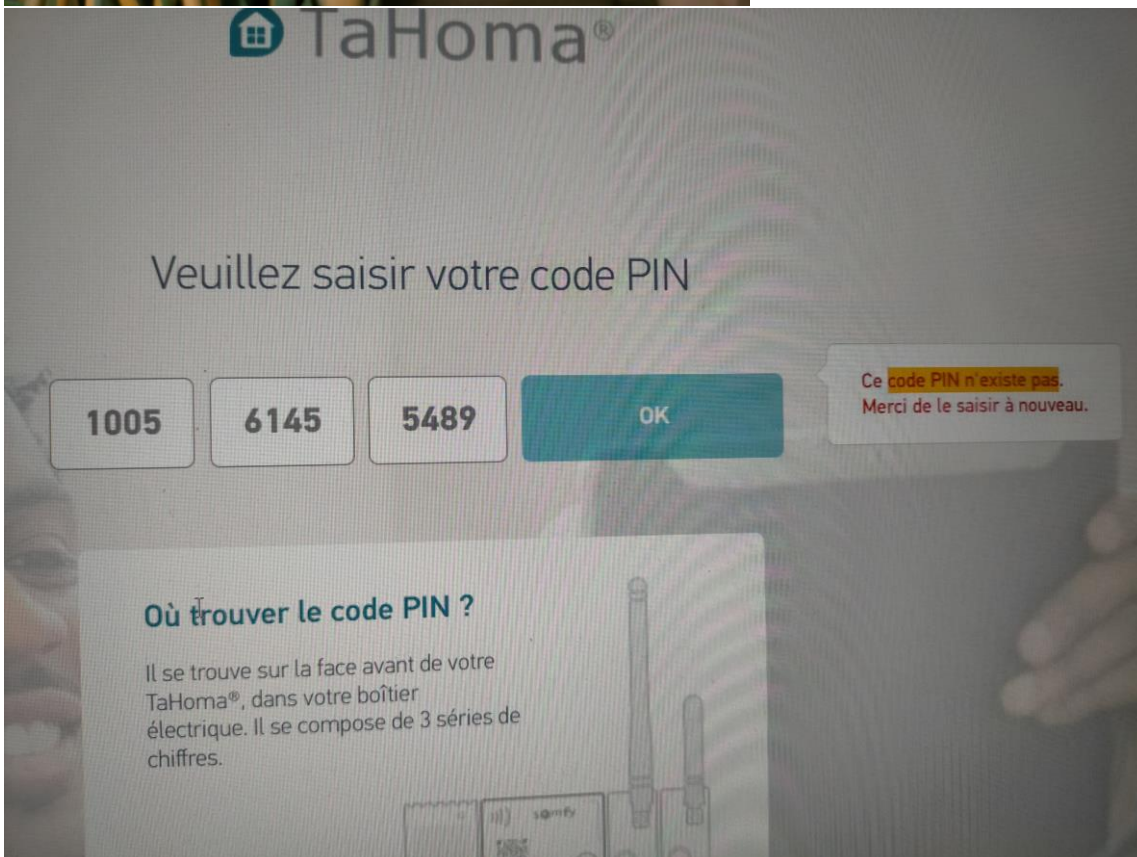 TaHoma®
Veuillez saisir votre code PIN
1005 6145 5489 OK
Ce code PIN n'existe pas.
Merci de le saisir à nouveau.
Où trouver le code PIN ?
Il se trouve sur la face avant de votre
TaHoma®, dans votre boîtier
électrique. Il se compose de 3 séries de
chiffres.
somfy